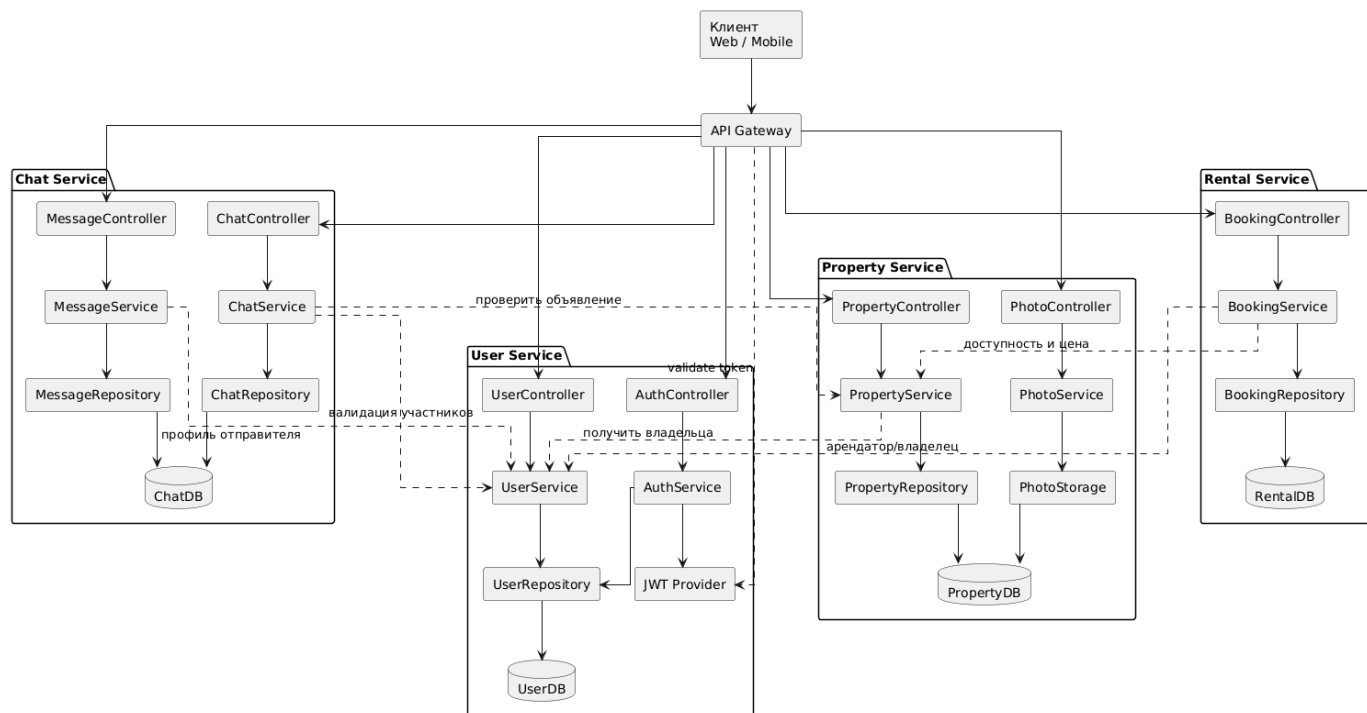 Клиент
Web / Mobile
API Gateway
Chat Service
Rental Service
MessageController
ChatController
BookingController
Property Service
MessageService
ChatService
проверить объявление
PropertyController
PhotoController
BookingService
доступность и цена
User Service
validate token
MessageRepository
ChatRepository
UserController
AuthController
PropertyService
PhotoService
BookingRepository
валидация участников
профиль отправителя
получить владельца
арендатор/владелец
ChatDB
UserService
AuthService
PropertyRepository
PhotoStorage
RentalDB
UserRepository
JWT Provider
PropertyDB
UserDB